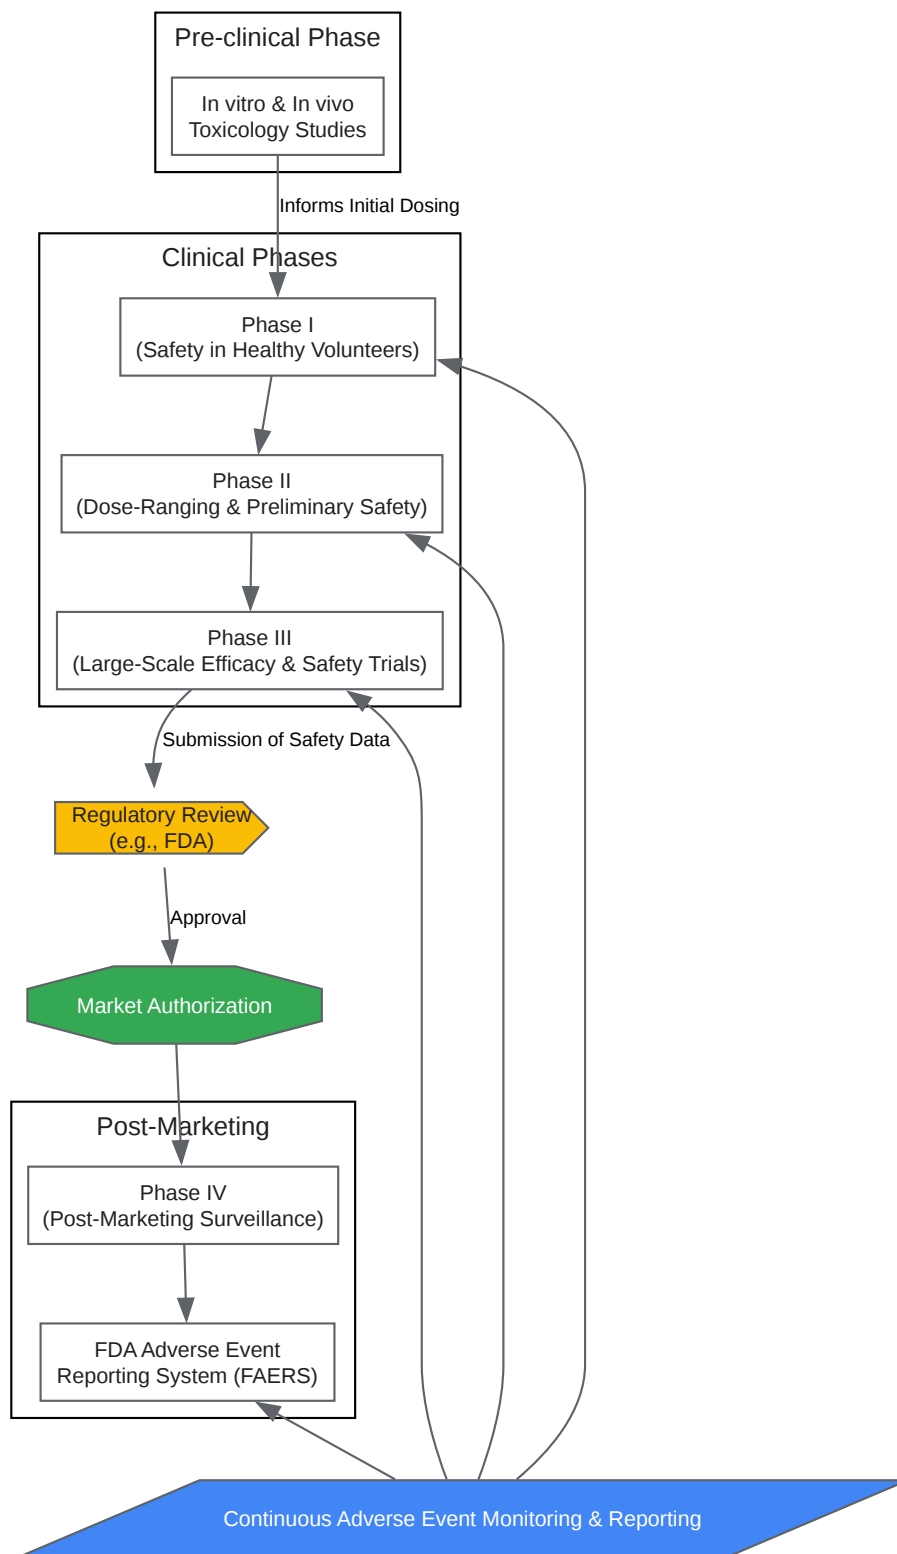 Pre-clinical Phase
In vitro & In vivo
Toxicology Studies
Informs Initial Dosing
Clinical Phases
Phase I
(Safety in Healthy Volunteers)
Phase II
(Dose-Ranging & Preliminary Safety)
Phase III
(Large-Scale Efficacy & Safety Trials)
Submission of Safety Data
Regulatory Review
(e.g., FDA)
Approval
Market Authorization
Post-Marketing
Phase IV
(Post-Marketing Surveillance)
FDA Adverse Event
Reporting System (FAERS)
Continuous Adverse Event Monitoring & Reporting